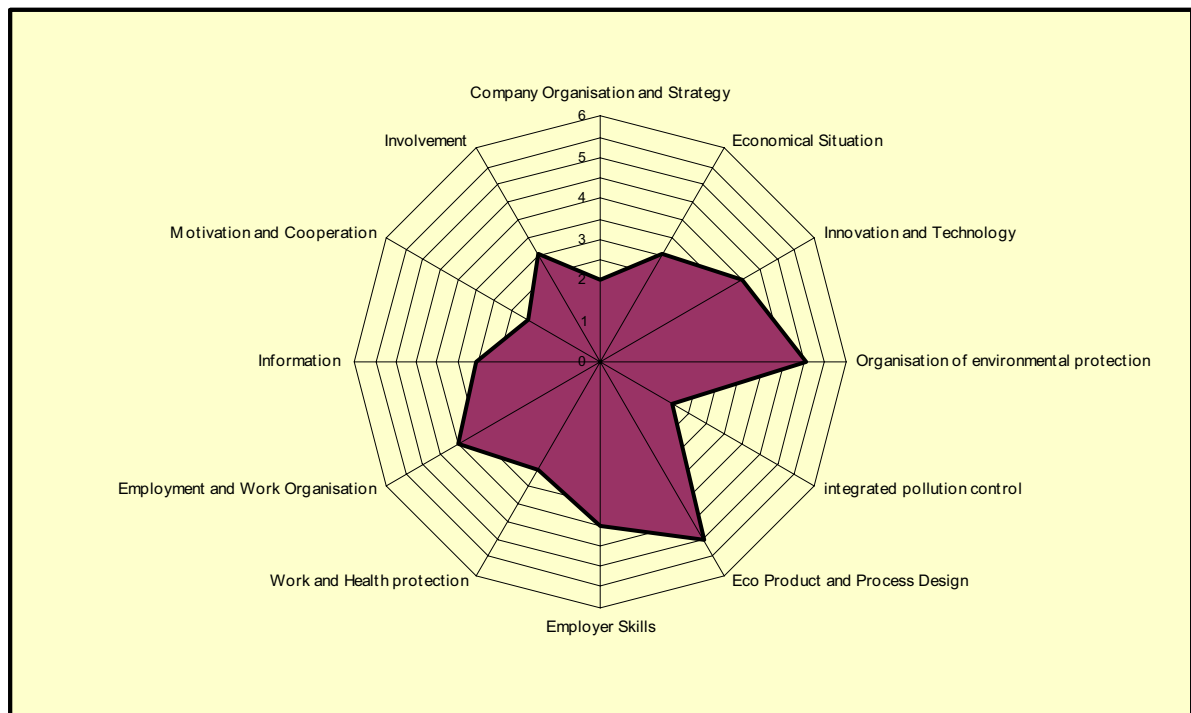 Company Organisation and Strategy
6
Involvement
Economical Situation
5
4
Motivation and Cooperation
Innovation and Technology
3
2
1
Information
0
Organisation of environmental protection
Employment and Work Organisation
integrated pollution control
Work and Health protection
Eco Product and Process Design
Employer Skills